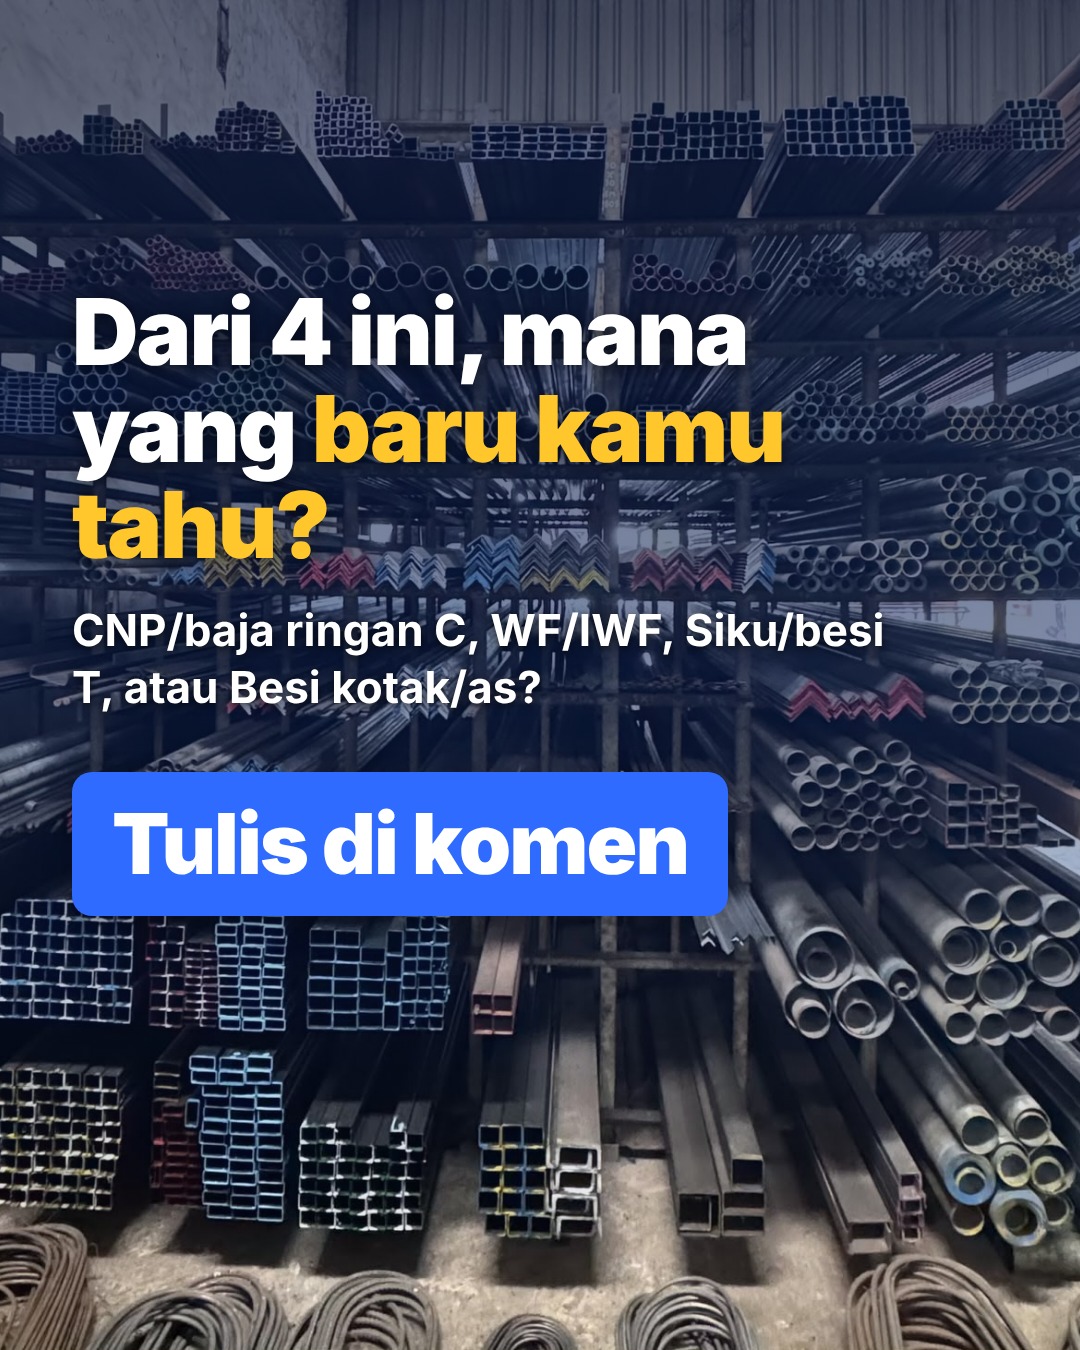 Dari 4 ini, mana
yang baru kamu
tahu?
CNP/baja ringan C, WF/IWF, Siku/besi
T, atau Besi kotak/as?
Tulis di komen